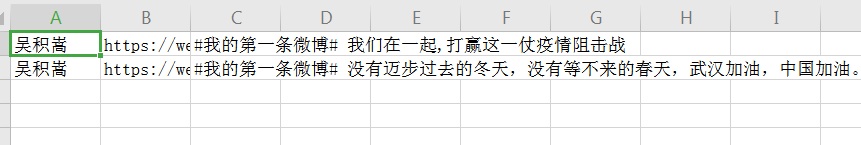 A B C D E F G H I
吴积嵩 https://we#我的第一条微博# 我们在一起,打赢这一仗疫情阻击战
吴积嵩 https://we#我的第一条微博# 没有迈步过去的冬天，没有等不来的春天，武汉加油，中国加油。